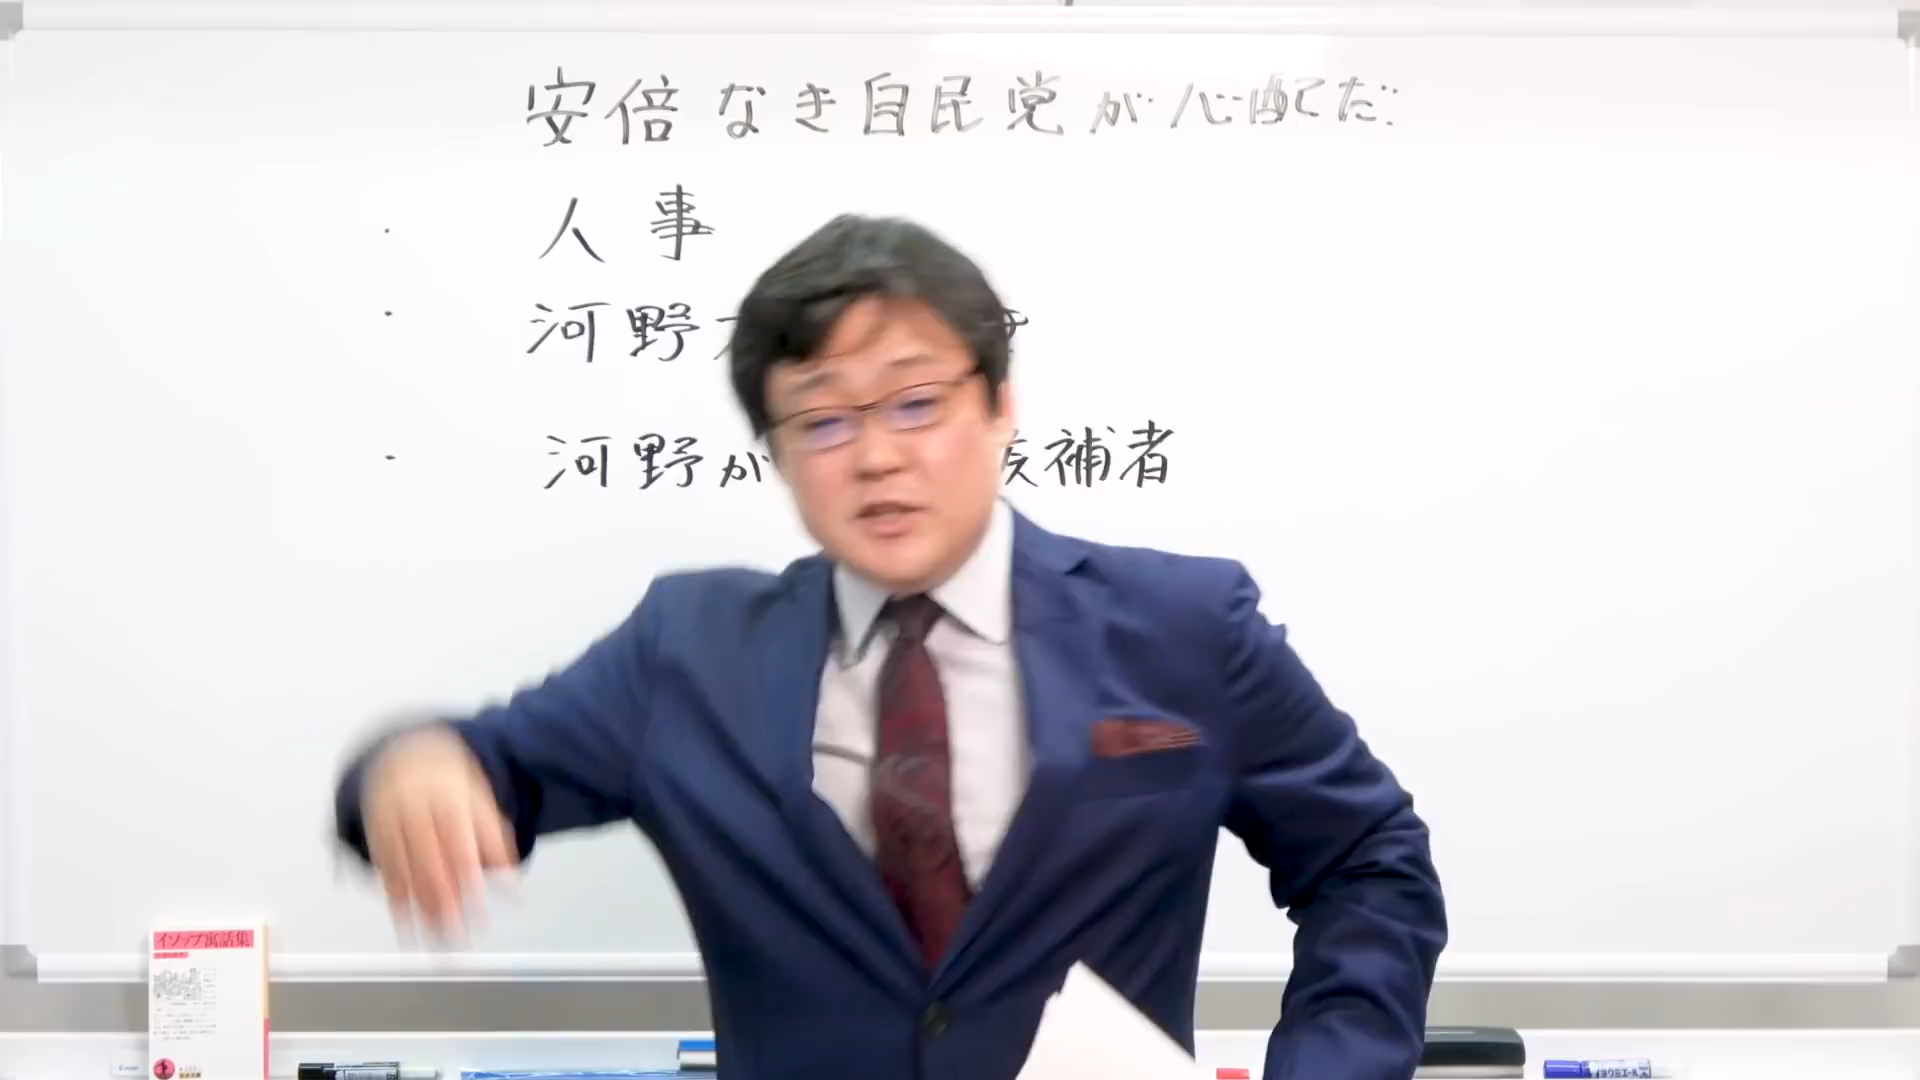 安倍なき自民党が心配だ!!
・ 人事
・ 河野
・ 河野が 候補者
イソップ寓話集